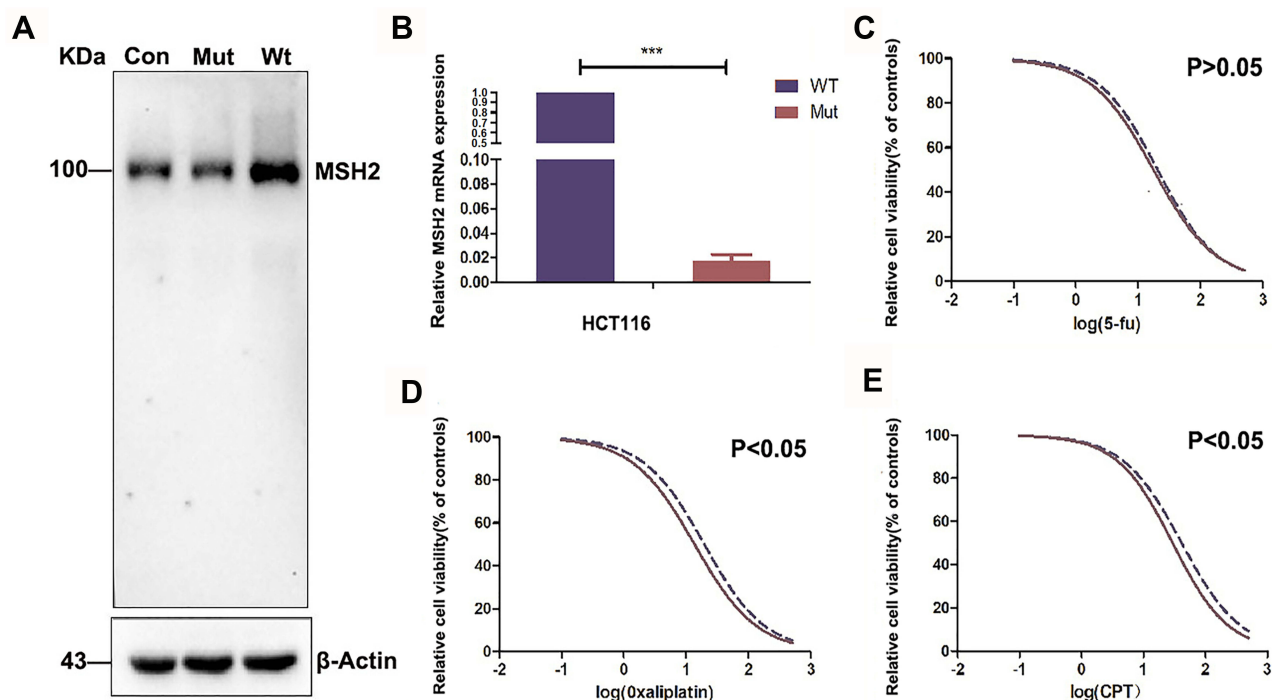 A
KDa Con Mut Wt
100 MSH2
43 β-Actin
B
***
WT
Mut
Relative MSH2 mRNA expression
1.0
0.9
0.8
0.7
0.6
0.5
0.10
0.08
0.06
0.04
0.02
0.00
HCT116
C
P>0.05
Relative cell viability(% of controls)
100
80
60
40
20
0
-2 -1 0 1 2 3
log(5-fu)
D
P<0.05
Relative cell viability(% of controls)
100
80
60
40
20
0
-2 -1 0 1 2 3
log(0xaliplatin)
E
P<0.05
Relative cell viability(% of controls)
100
80
60
40
20
0
-2 -1 0 1 2 3
log(CPT)